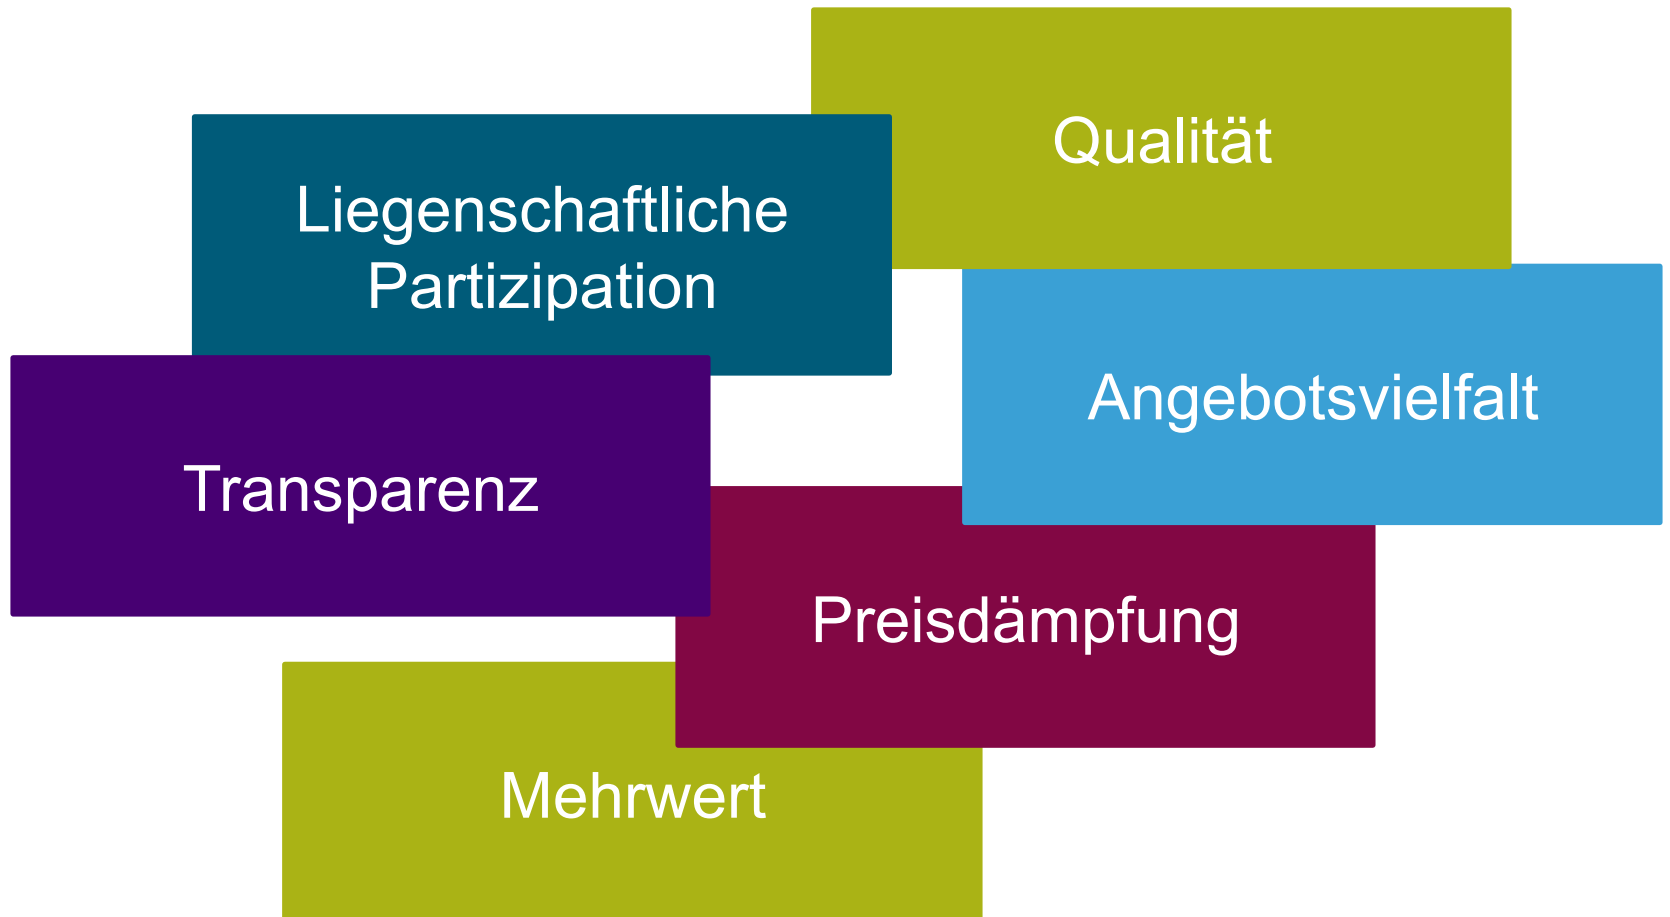 Qualität
Liegenschaftliche
Partizipation
Angebotsvielfalt
Transparenz
Preisdämpfung
Mehrwert